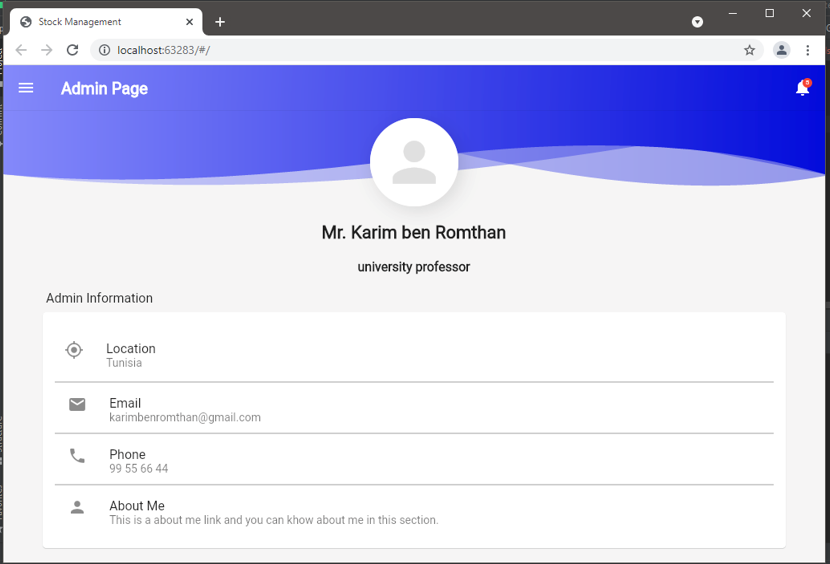 Stock Management
localhost:63283/#/
Admin Page
5
Mr. Karim ben Romthan
university professor
Admin Information
Location
Tunisia
Email
karimbenromthan@gmail.com
Phone
99 55 66 44
About Me
This is a about me link and you can khow about me in this section.